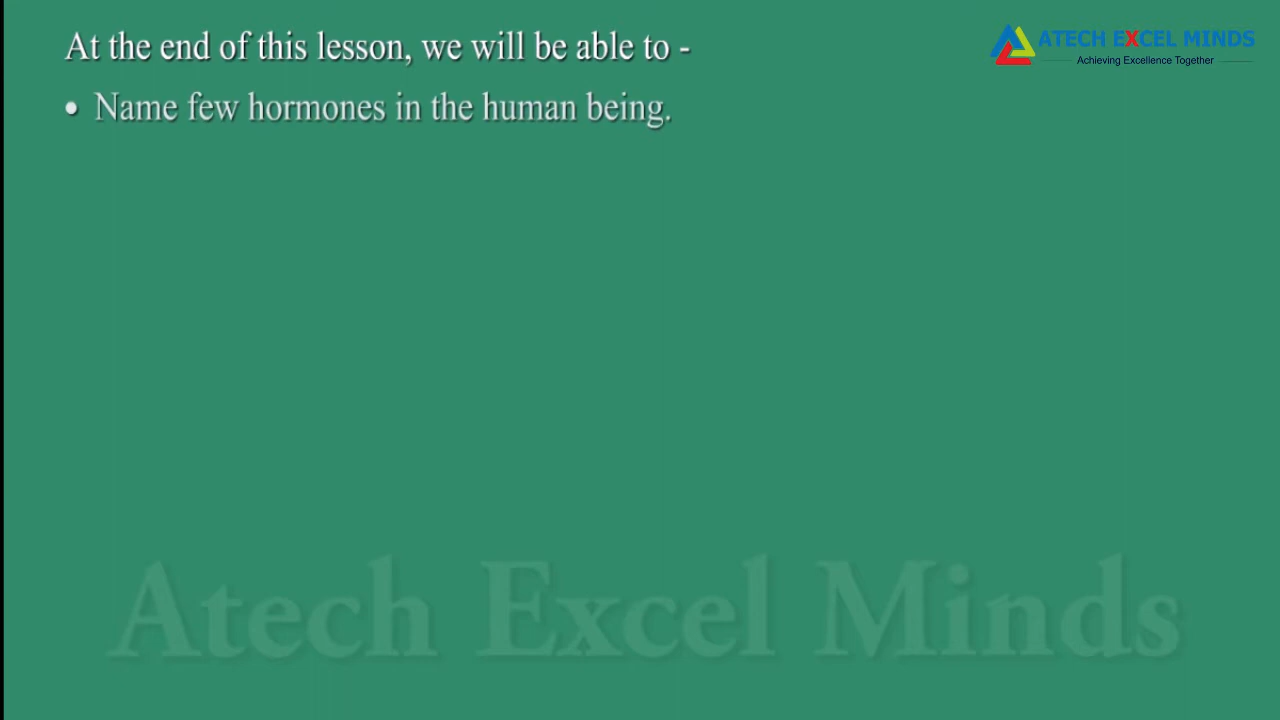 At the end of this lesson, we will be able to -
ATECH EXCEL MINDS
Achieving Excellence Together
• Name few hormones in the human being.
Atech Excel Minds